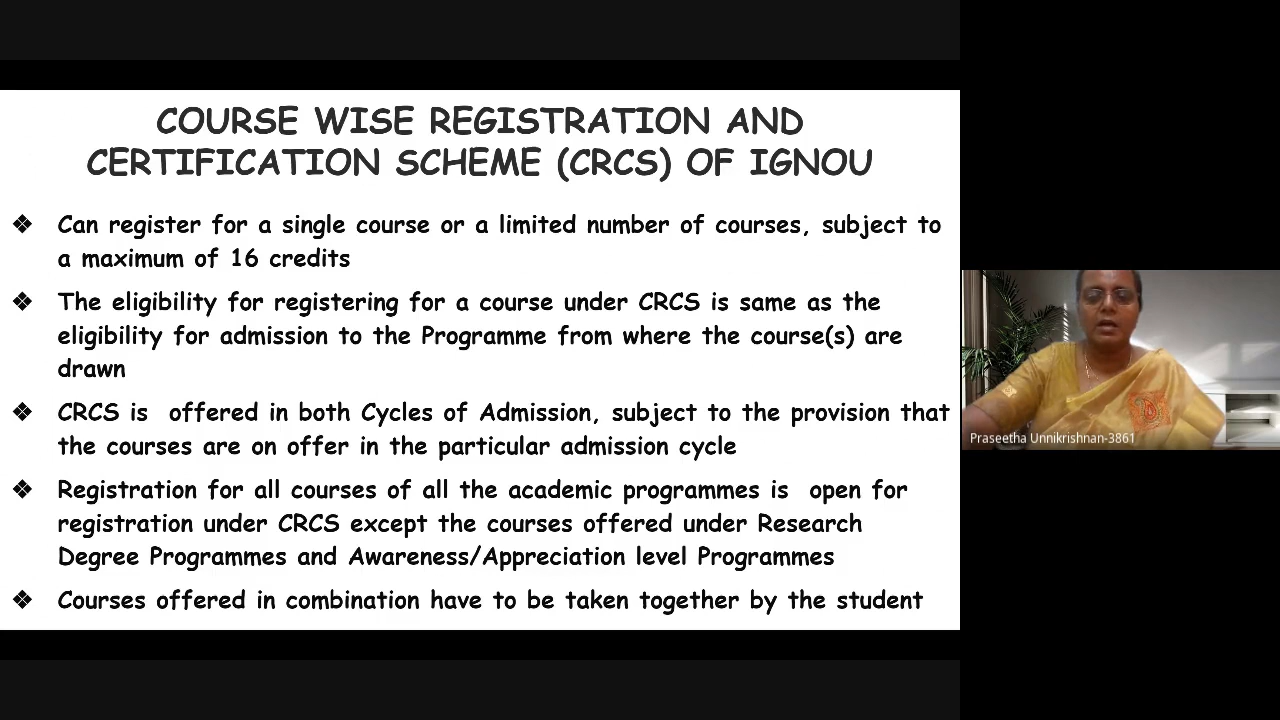 COURSE WISE REGISTRATION AND
CERTIFICATION SCHEME (CRCS) OF IGNOU
❖ Can register for a single course or a limited number of courses, subject to
a maximum of 16 credits
❖ The eligibility for registering for a course under CRCS is same as the
eligibility for admission to the Programme from where the course(s) are
drawn
❖ CRCS is  offered in both Cycles of Admission, subject to the provision that
the courses are on offer in the particular admission cycle
❖ Registration for all courses of all the academic programmes is  open for
registration under CRCS except the courses offered under Research
Degree Programmes and Awareness/Appreciation level Programmes
❖ Courses offered in combination have to be taken together by the student
Praseetha Unnikrishnan-3861